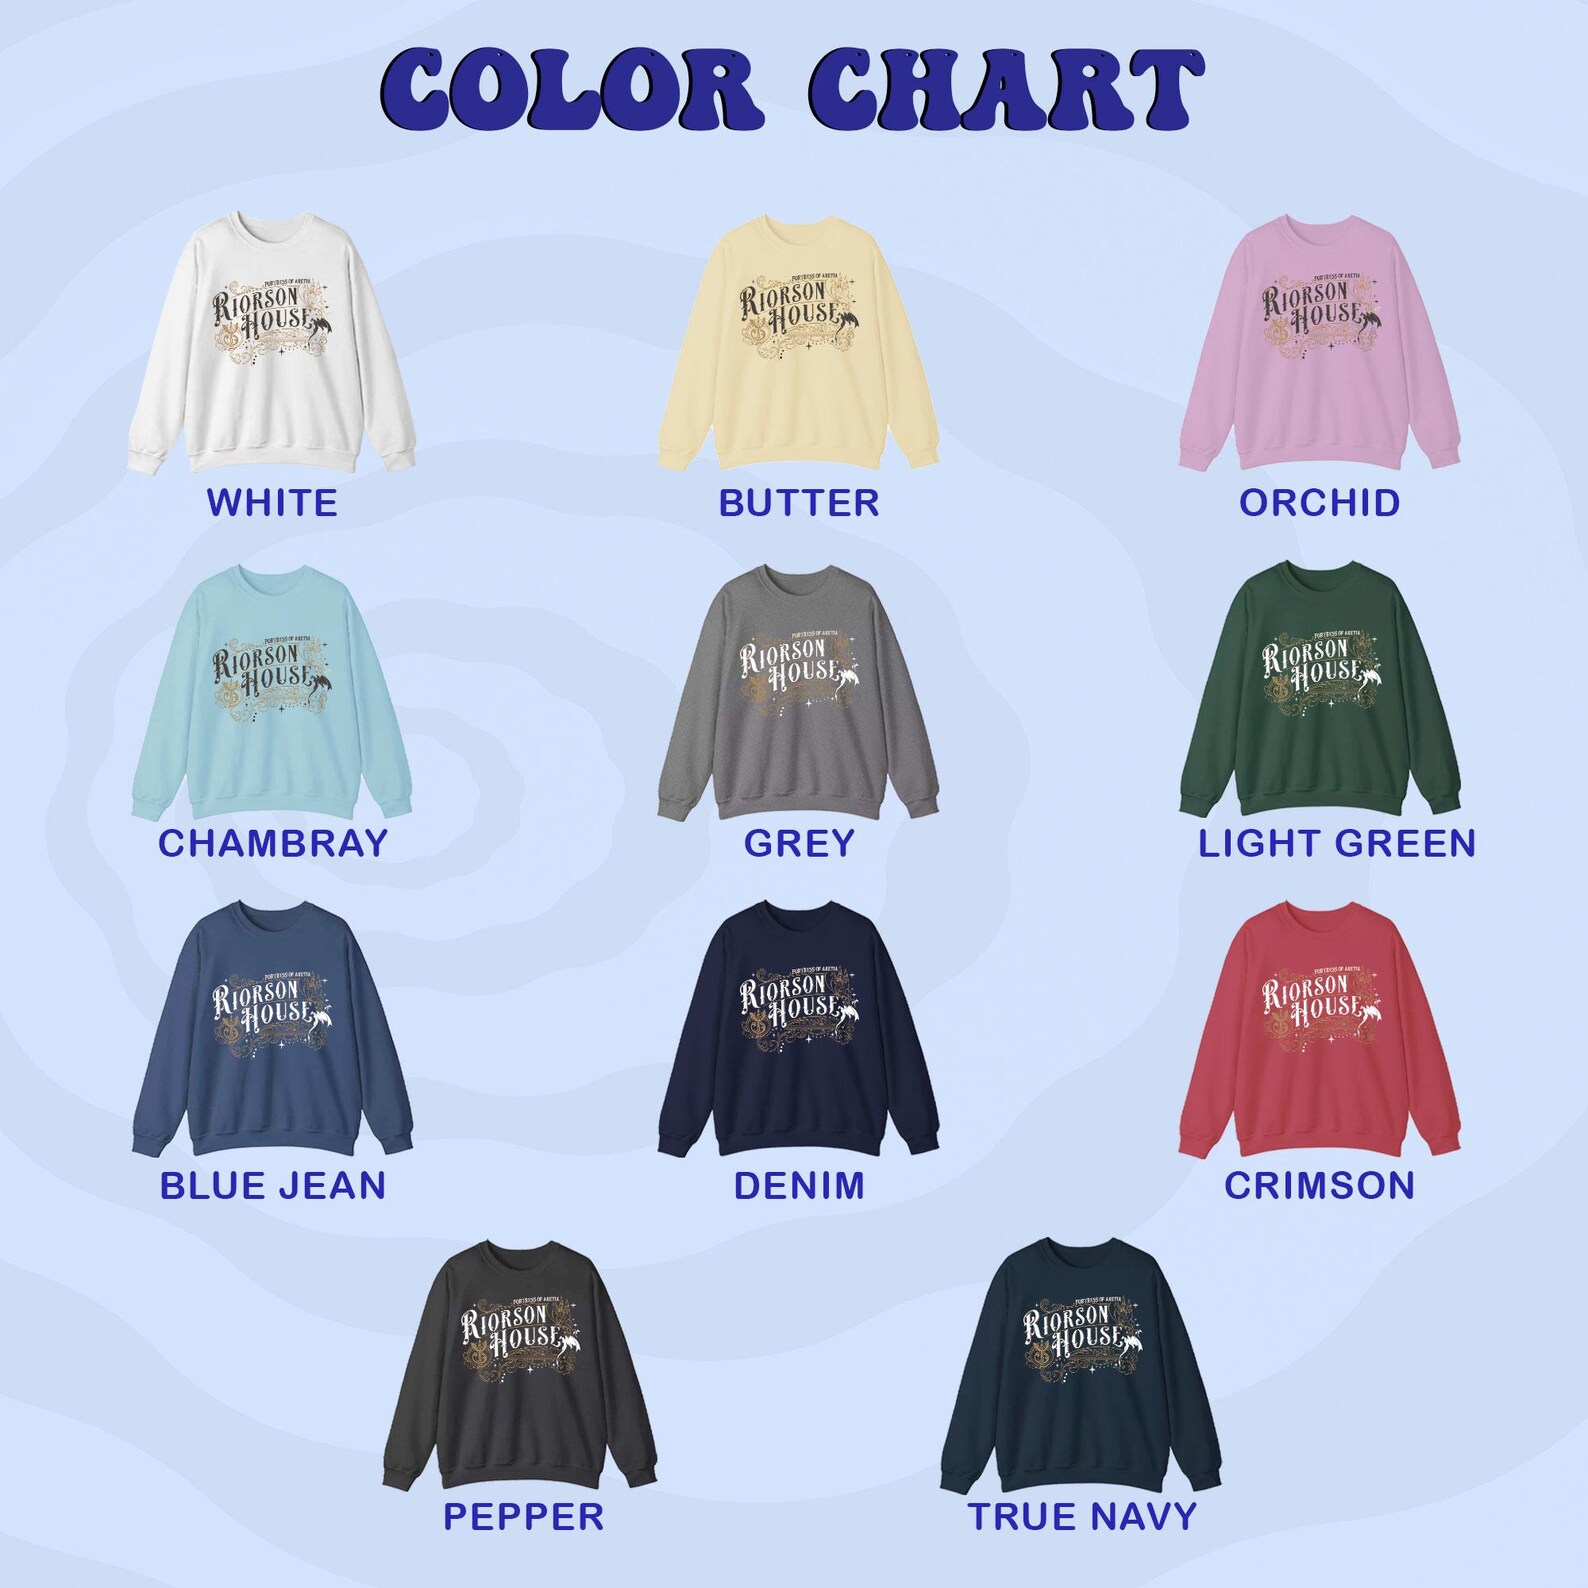 COLOR CHART
FORTRESS OF ARETIA
RIORSON
HOUSE
FORTRESS OF ARETIA
RIORSON
HOUSE
FORTRESS OF ARETIA
RIORSON
HOUSE
WHITE
BUTTER
ORCHID
FORTRESS OF ARETIA
RIORSON
HOUSE
FORTRESS OF ARETIA
RIORSON
HOUSE
FORTRESS OF ARETIA
RIORSON
HOUSE
CHAMBRAY
GREY
LIGHT GREEN
FORTRESS OF ARETIA
RIORSON
HOUSE
FORTRESS OF ARETIA
RIORSON
HOUSE
FORTRESS OF ARETIA
RIORSON
HOUSE
BLUE JEAN
DENIM
CRIMSON
FORTRESS OF ARETIA
RIORSON
HOUSE
FORTRESS OF ARETIA
RIORSON
HOUSE
PEPPER
TRUE NAVY